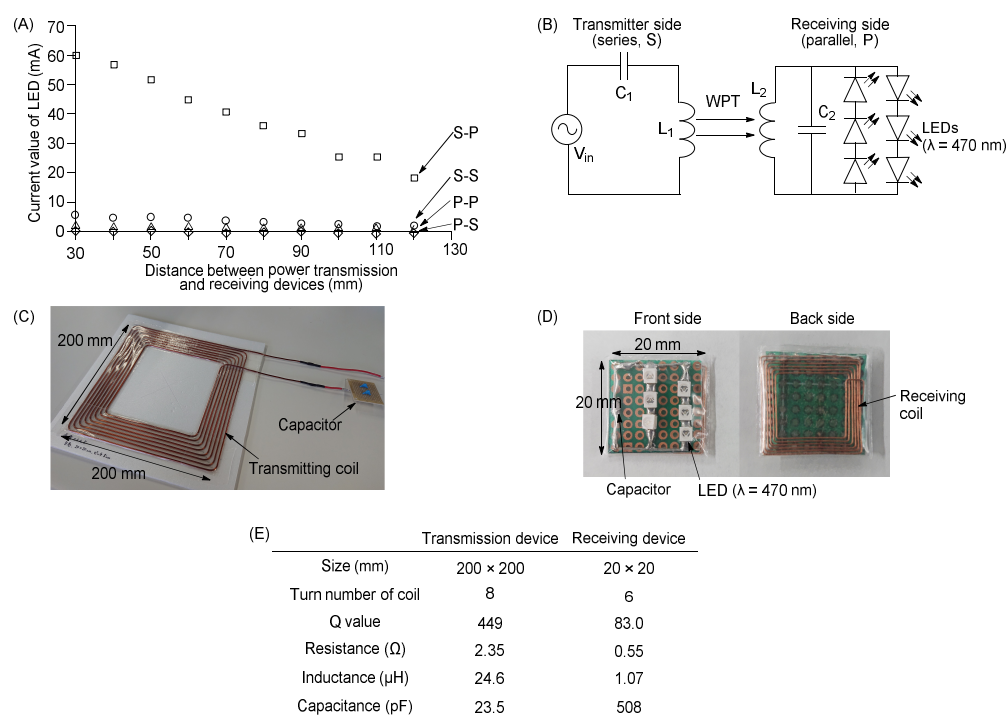 (A)
Current value of LED (mA)
70
60
50
40
30
20
10
0
30
50
70
90
110
130
Distance between power transmission
and receiving devices (mm)
S-P
S-S
P-P
P-S
(B)
Transmitter side
(series, S)
Receiving side
(parallel, P)
C1
L1
Vin
WPT
L2
C2
LEDs
(λ = 470 nm)
(C)
200 mm
200 mm
Capacitor
Transmitting coil
(D)
Front side
Back side
20 mm
20 mm
Capacitor
LED (λ = 470 nm)
Receiving
coil
(E)
Transmission device Receiving device
Size (mm) 200 × 200 20 × 20
Turn number of coil 8 6
Q value 449 83.0
Resistance (Ω) 2.35 0.55
Inductance (µH) 24.6 1.07
Capacitance (pF) 23.5 508